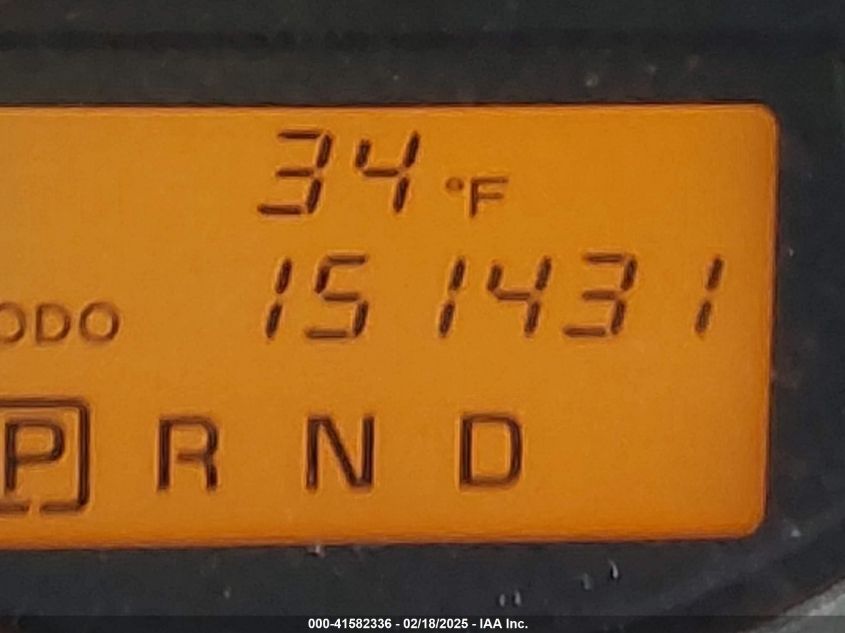 34 °F
ODO 151431
P R N D
000-41582336 - 02/18/2025 - IAA Inc.